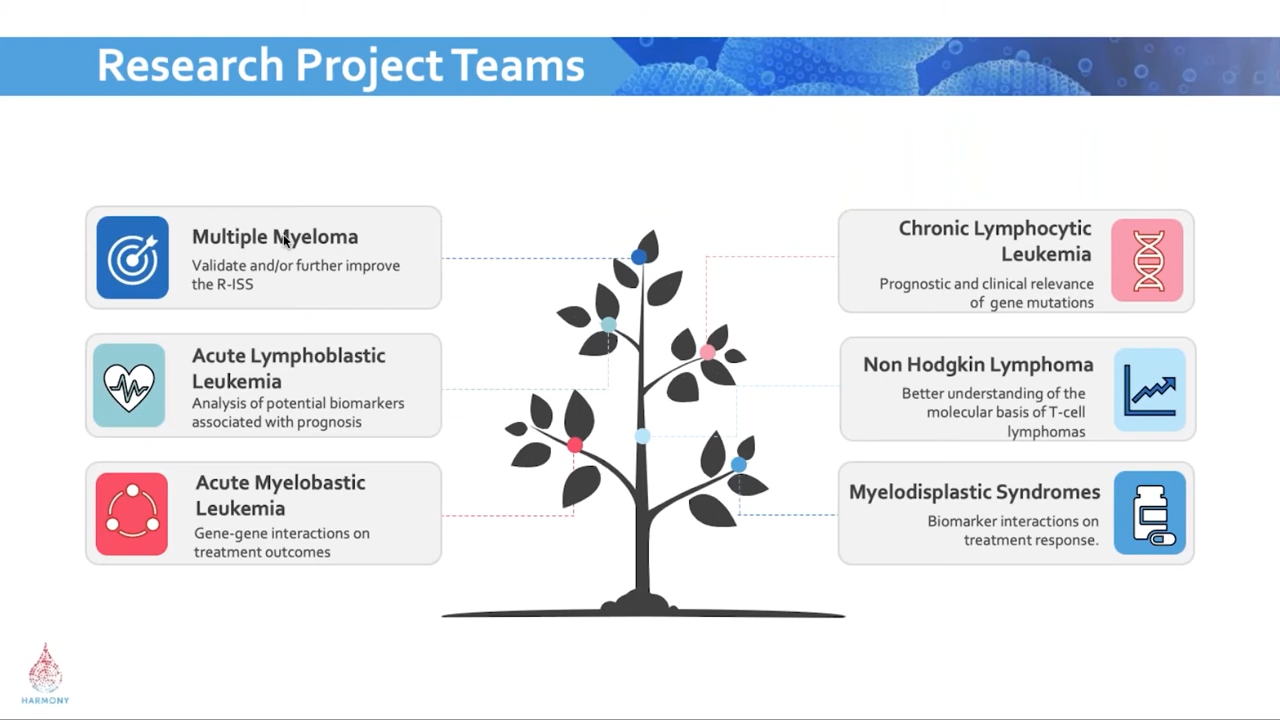 Research Project Teams
Multiple Myeloma
Validate and/or further improve
the R-ISS
Acute Lymphoblastic
Leukemia
Analysis of potential biomarkers
associated with prognosis
Acute Myelobastic
Leukemia
Gene-gene interactions on
treatment outcomes
Chronic Lymphocytic
Leukemia
Prognostic and clinical relevance
of gene mutations
Non Hodgkin Lymphoma
Better understanding of the
molecular basis of T-cell
lymphomas
Myelodisplastic Syndromes
Biomarker interactions on
treatment response.
HARMONY